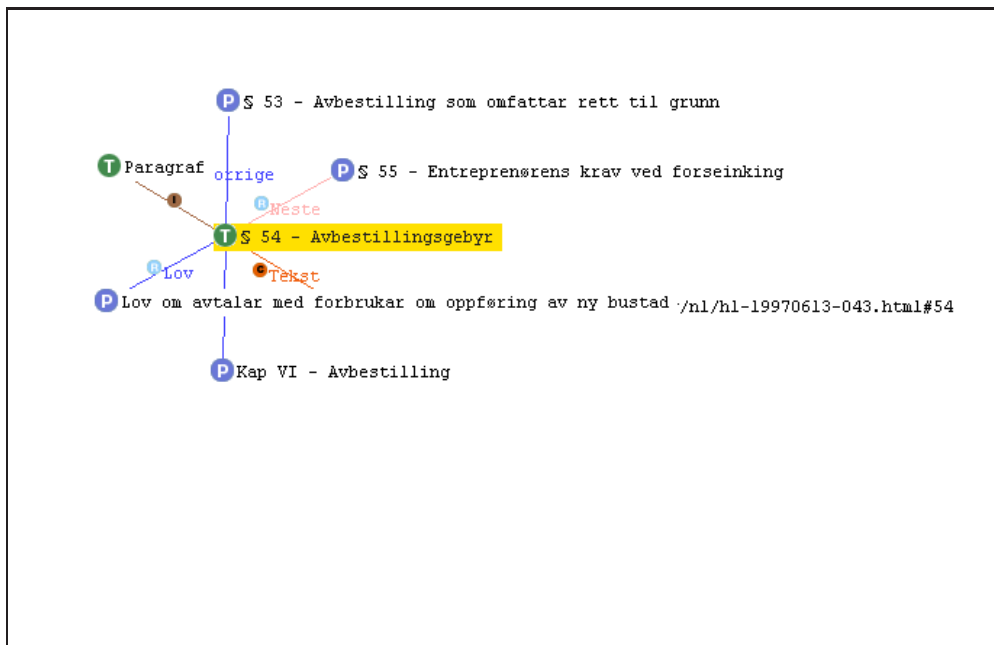 P § 53 - Avbestilling som omfattar rett til grunn
T Paragraf
orrige
P § 55 - Entreprenørens krav ved forseinking
I
R Neste
T § 54 - Avbestillingsgebyr
R Lov
C Tekst
P Lov om avtalar med forbrukar om oppføring av ny bustad /nl/hl-19970613-043.html#54
P Kap VI - Avbestilling